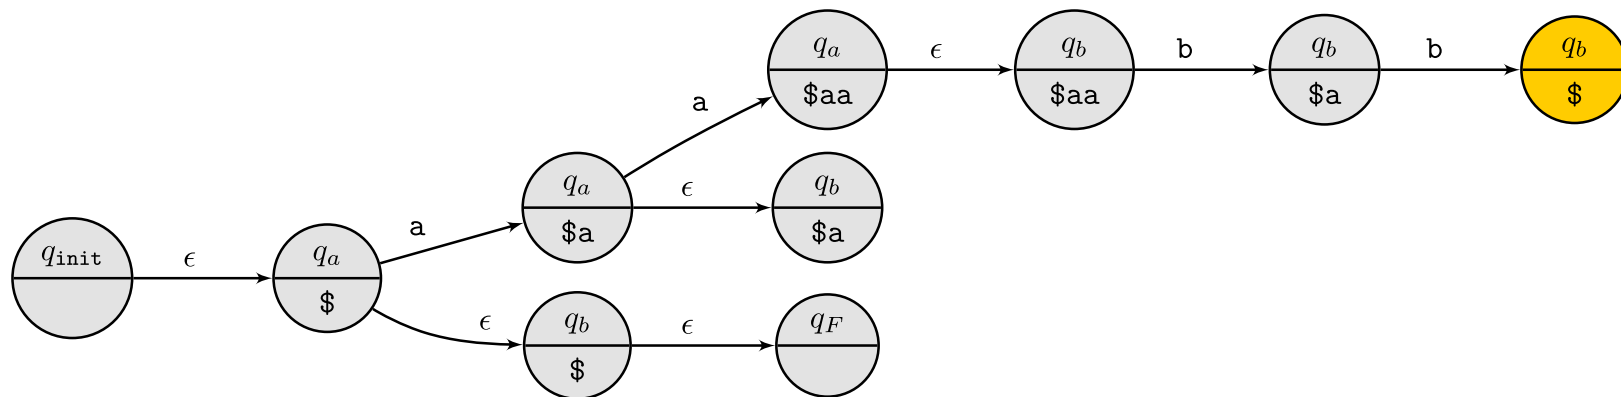 q_a ϵ q_b b q_b b q_b
$aa $aa $a $
a
q_a ϵ q_b
$a $a
a
q_init ϵ q_a
$
ϵ q_b ϵ q_F
$